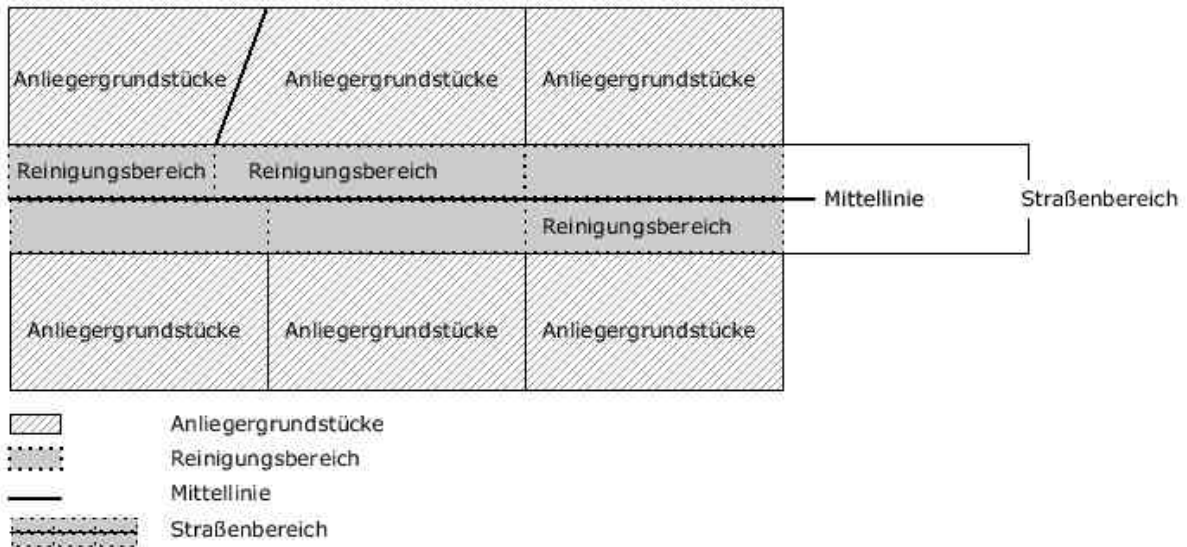 Anliegergrundstücke Anliegergrundstücke Anliegergrundstücke
Reinigungsbereich Reinigungsbereich
Mittellinie Straßenbereich
Reinigungsbereich
Anliegergrundstücke Anliegergrundstücke Anliegergrundstücke
Anliegergrundstücke
Reinigungsbereich
Mittellinie
Straßenbereich